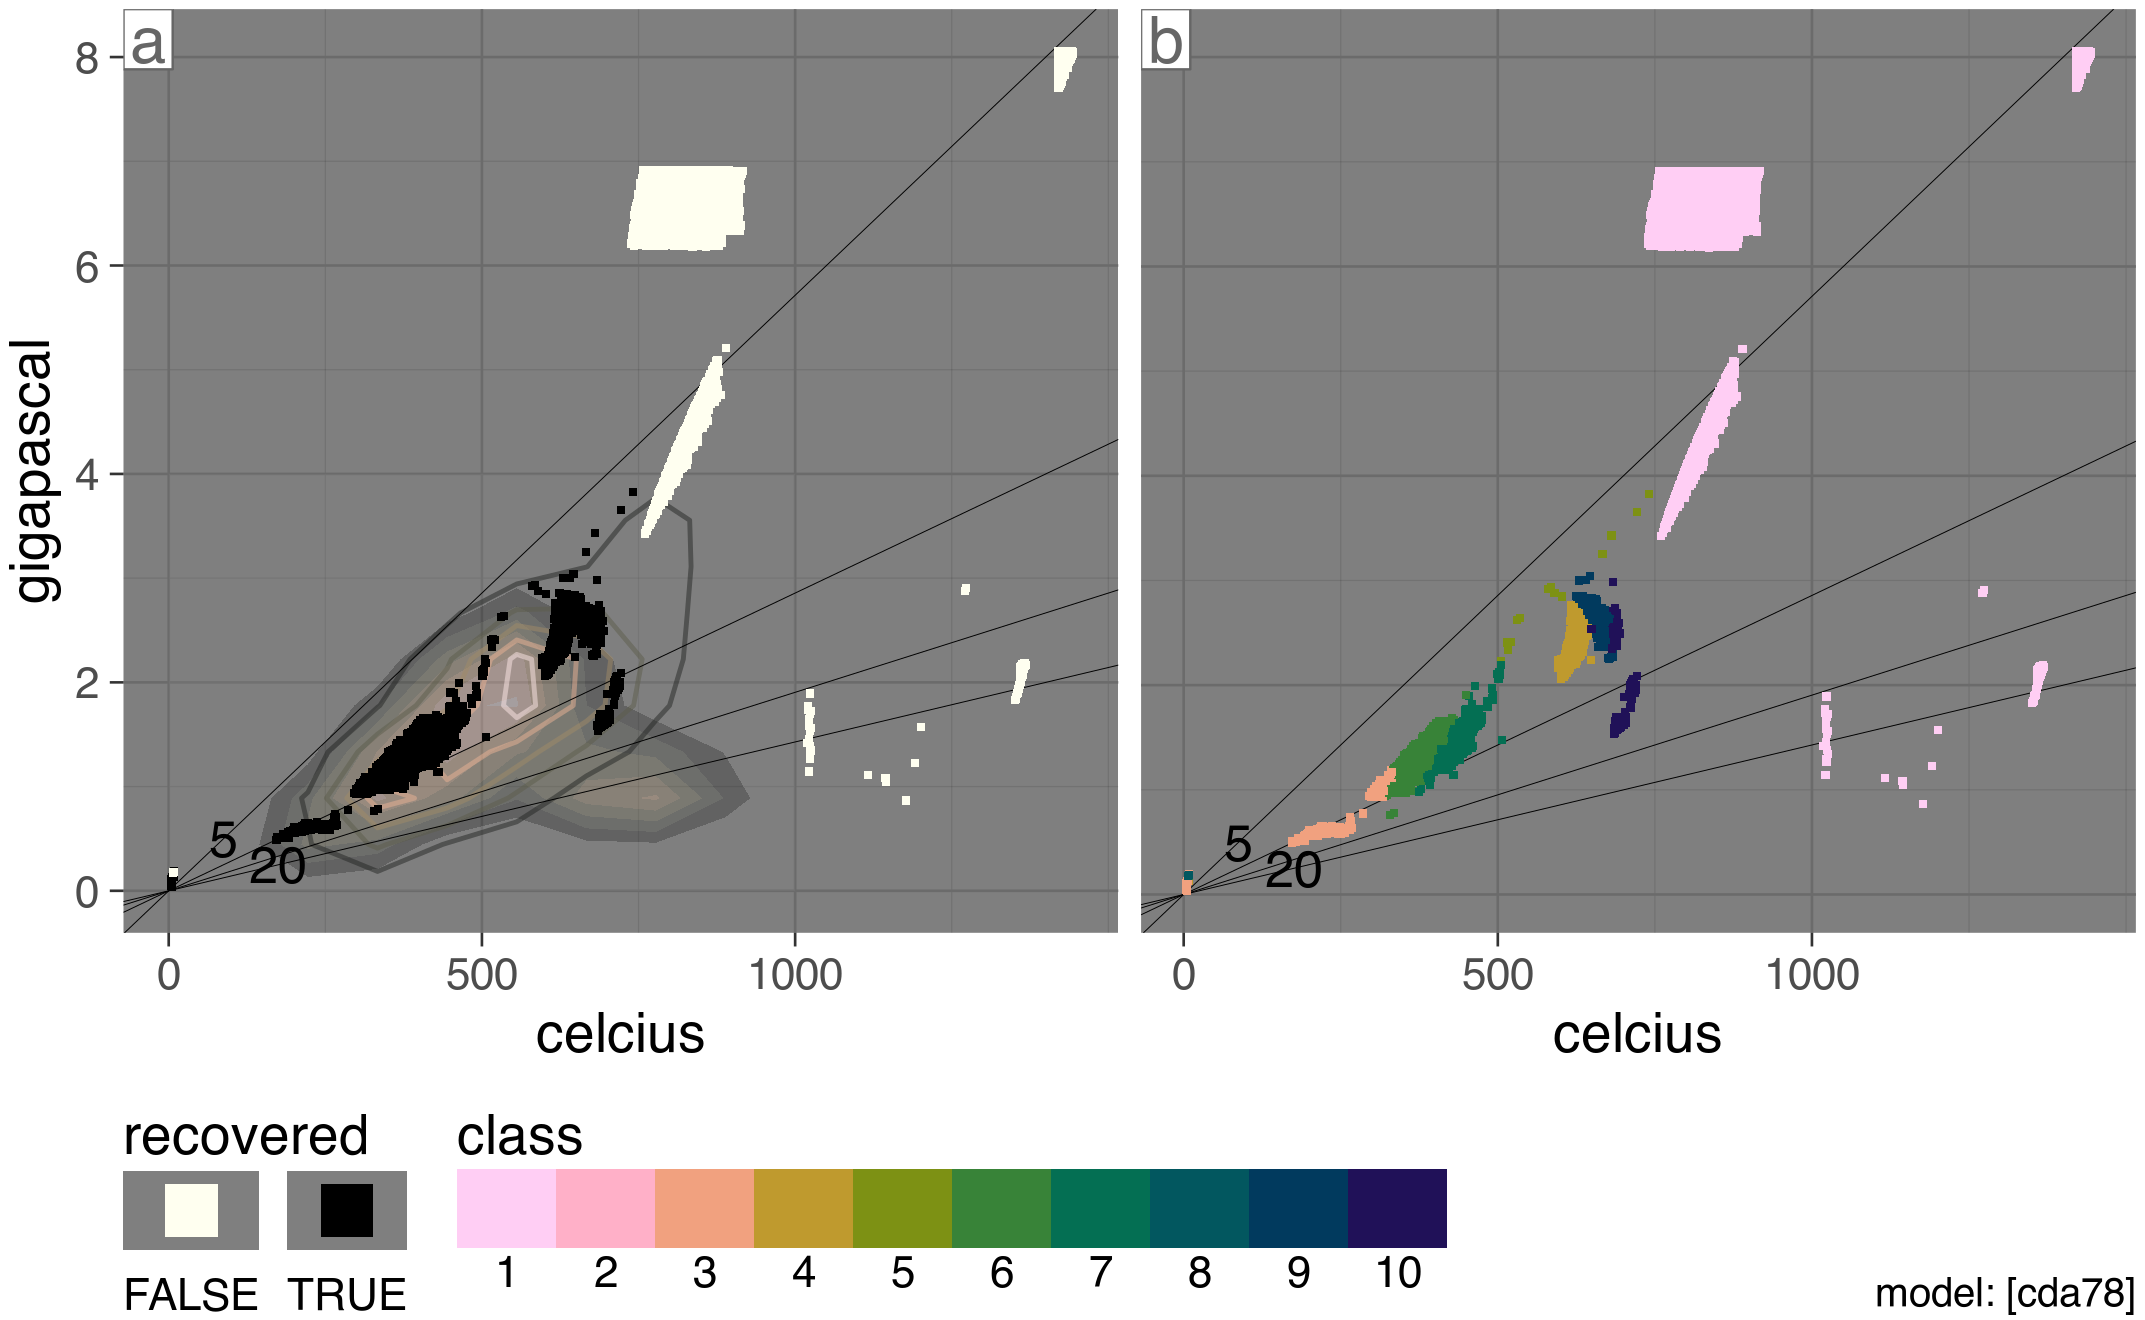 a
b
gigapascal
8
6
4
2
0
5
20
5
20
0 500 1000
0 500 1000
celcius
celcius
recovered
FALSE TRUE
class
1 2 3 4 5 6 7 8 9 10
model: [cda78]